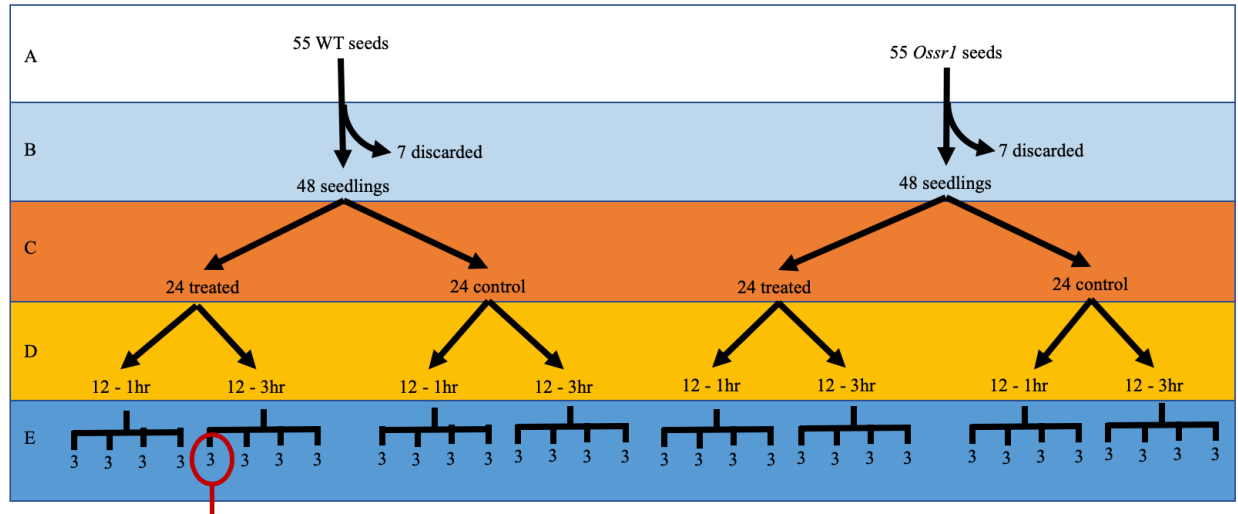 A
55 WT seeds
55 Ossr1 seeds
B
7 discarded
7 discarded
48 seedlings
48 seedlings
C
24 treated
24 control
24 treated
24 control
D
12 - 1hr
12 - 3hr
12 - 1hr
12 - 3hr
12 - 1hr
12 - 3hr
12 - 1hr
12 - 3hr
E
3 3 3 3 3 3 3 3 3 3 3 3 3 3 3 3 3 3 3 3 3 3 3 3 3 3 3 3 3 3 3 3